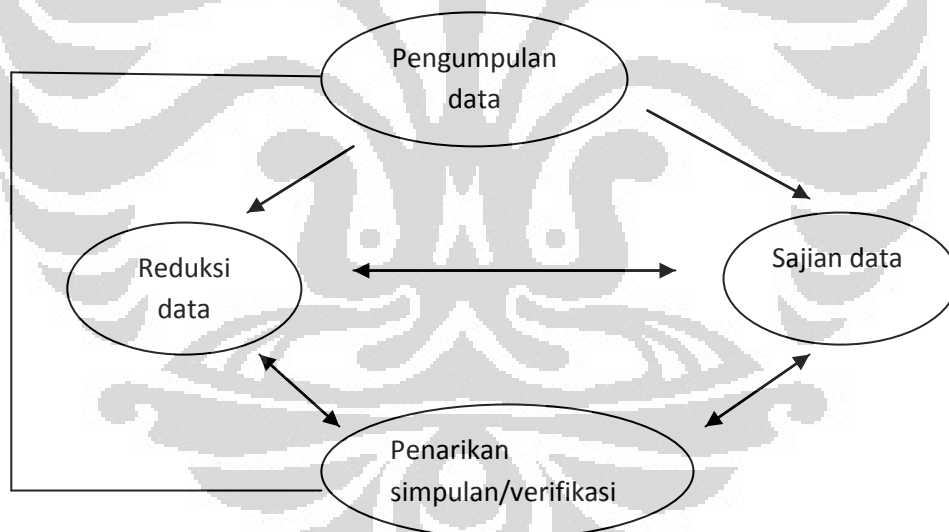 Pengumpulan
data
Reduksi
data
Sajian data
Penarikan
simpulan/verifikasi